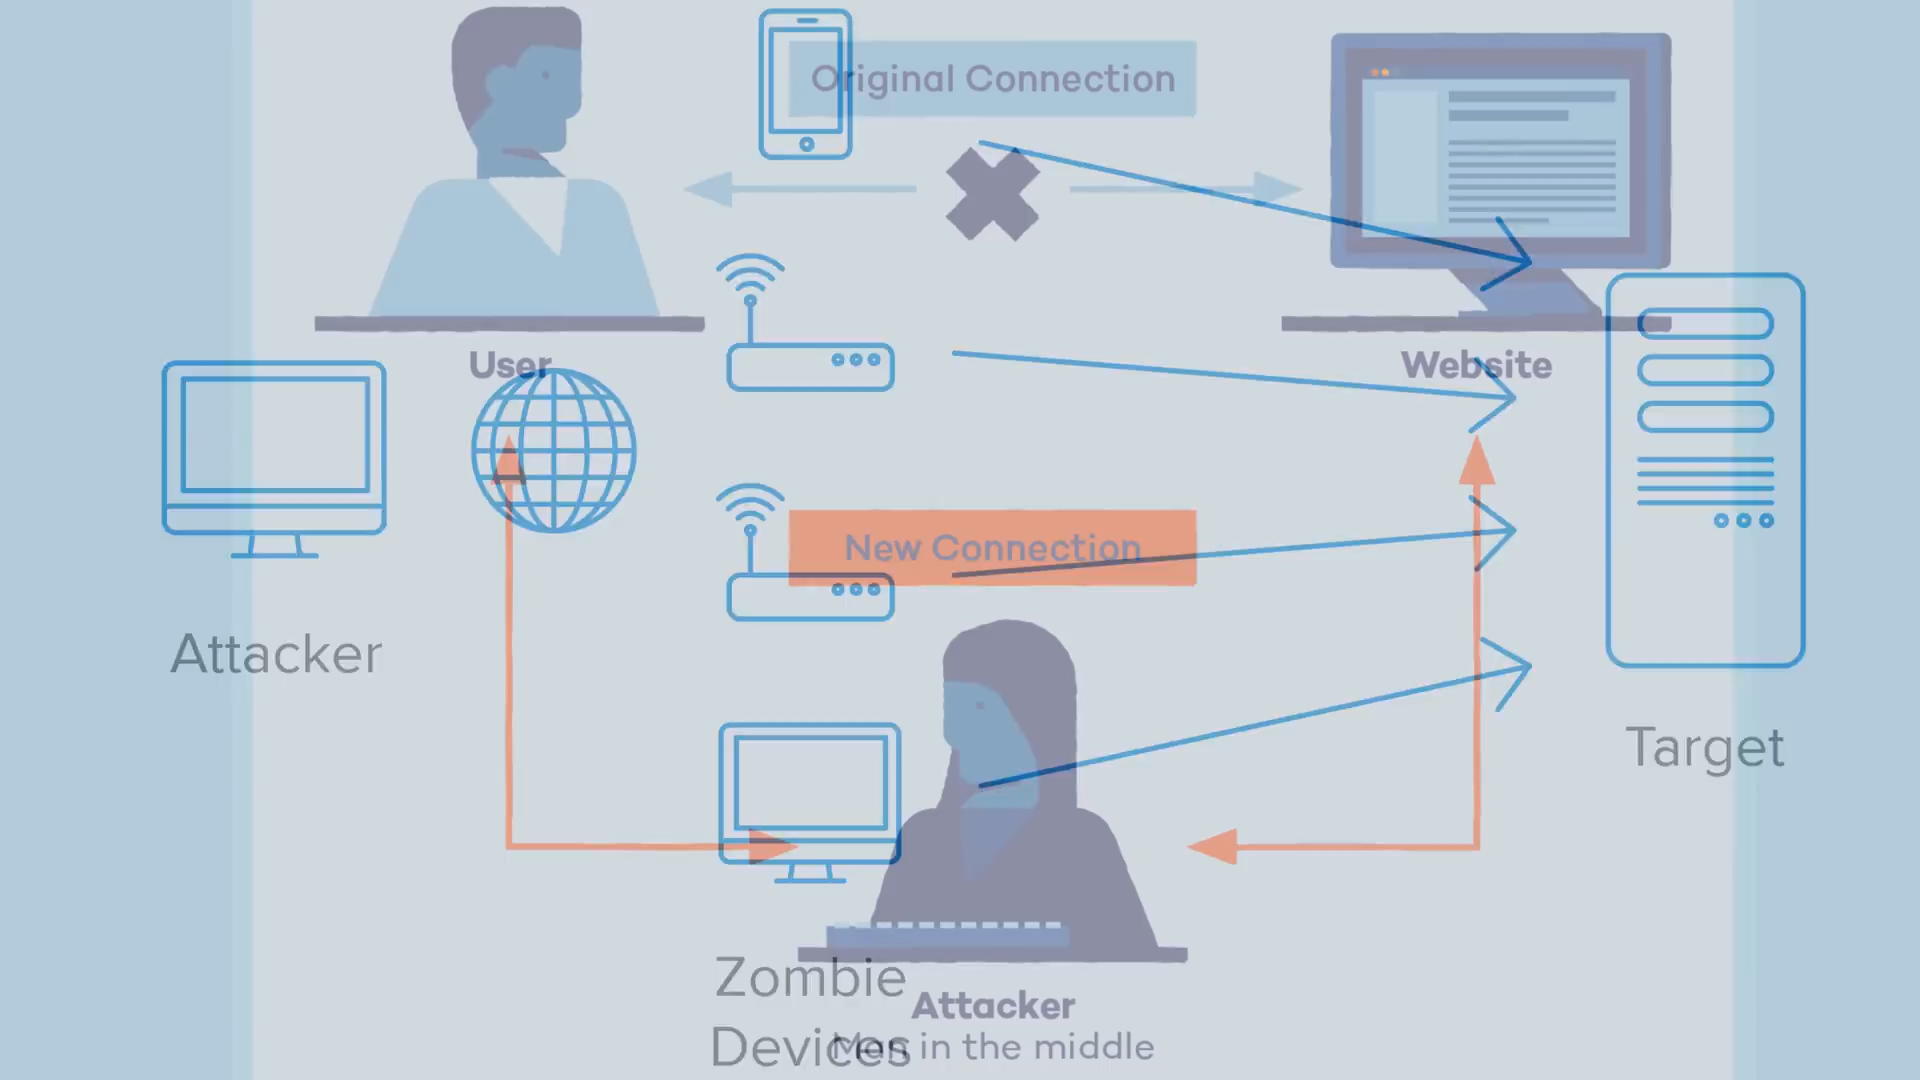 Original Connection
User
Website
New Connection
Attacker
Target
Zombie
Devices
Attacker
Man in the middle